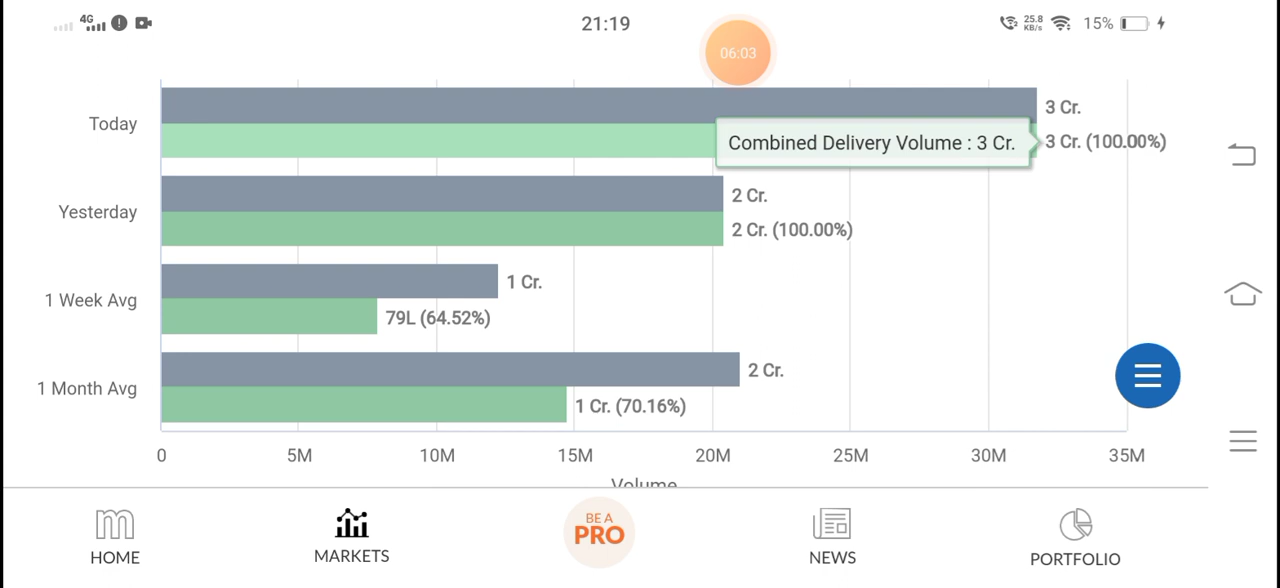 4G 21:19 25.8 KB/s 15%
06:03
Today
3 Cr.
3 Cr. (100.00%)
Combined Delivery Volume : 3 Cr.
Yesterday
2 Cr.
2 Cr. (100.00%)
1 Week Avg
1 Cr.
79L (64.52%)
1 Month Avg
2 Cr.
1 Cr. (70.16%)
0 5M 10M 15M 20M 25M 30M 35M
Volume
HOME
MARKETS
BE A
PRO
NEWS
PORTFOLIO